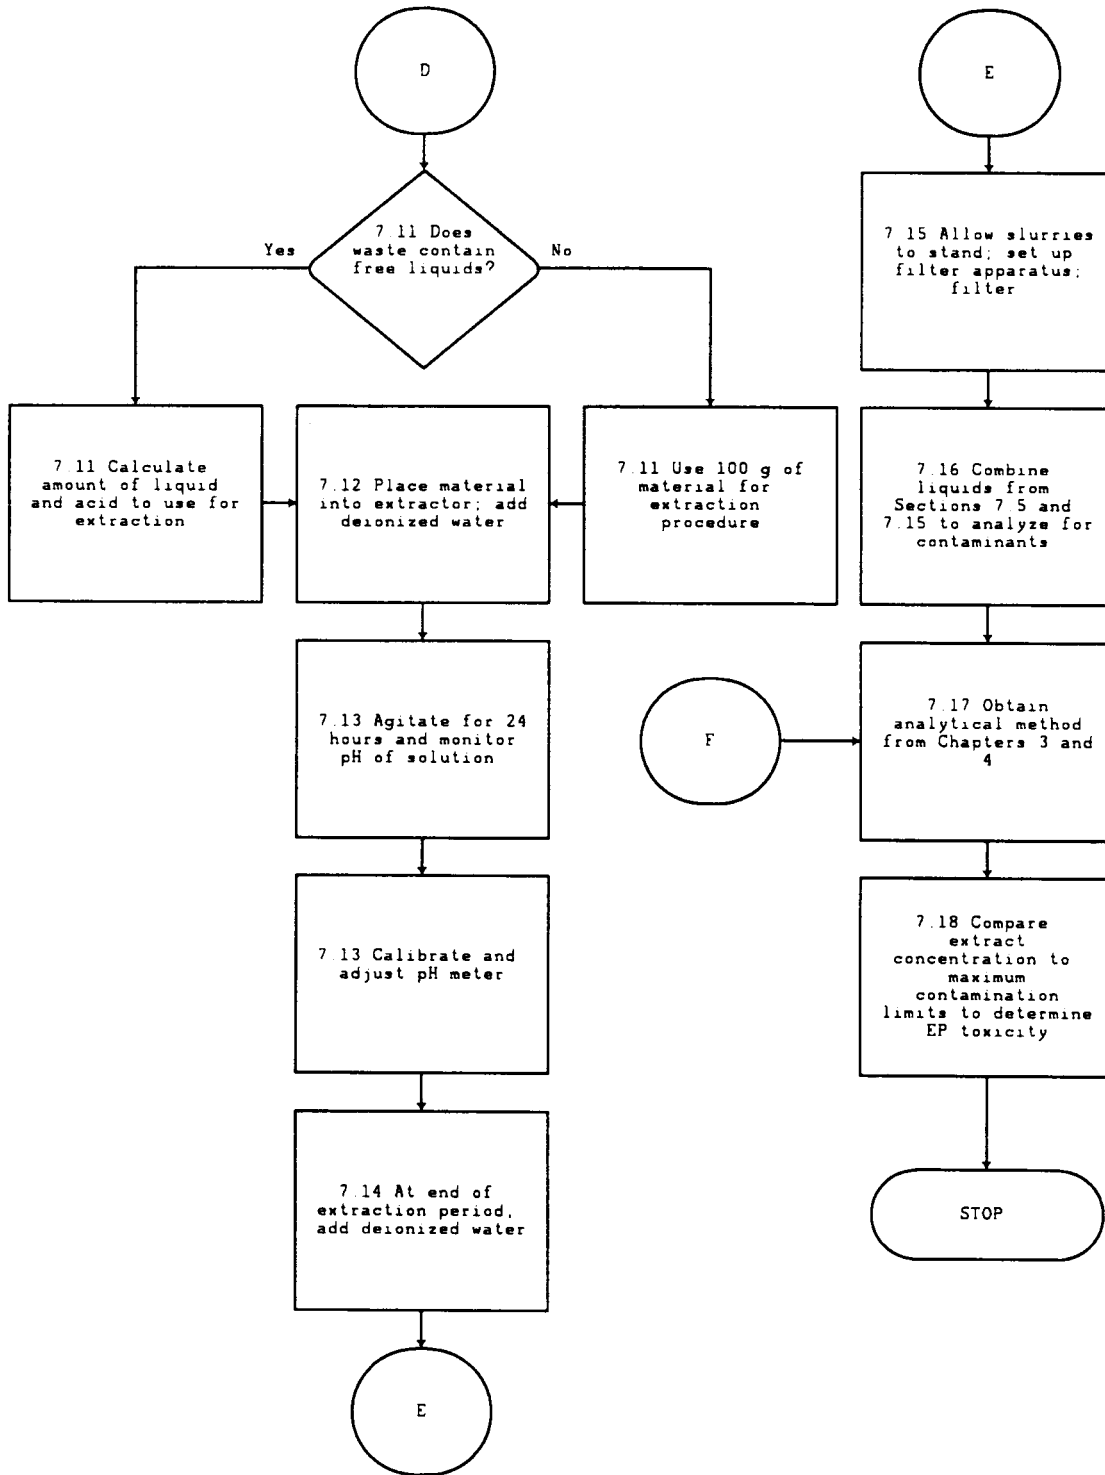 D
7.11 Does
waste contain
free liquids?
Yes
No
7.11 Calculate
amount of liquid
and acid to use for
extraction
7.12 Place material
into extractor; add
deionized water
7.11 Use 100 g of
material for
extraction
procedure
7.13 Agitate for 24
hours and monitor
pH of solution
7.13 Calibrate and
adjust pH meter
7.14 At end of
extraction period,
add deionized water
E
E
7.15 Allow slurries
to stand; set up
filter apparatus;
filter
7.16 Combine
liquids from
Sections 7.5 and
7.15 to analyze for
contaminants
F
7.17 Obtain
analytical method
from Chapters 3 and
4
7.18 Compare
extract
concentration to
maximum
contamination
limits to determine
EP toxicity
STOP